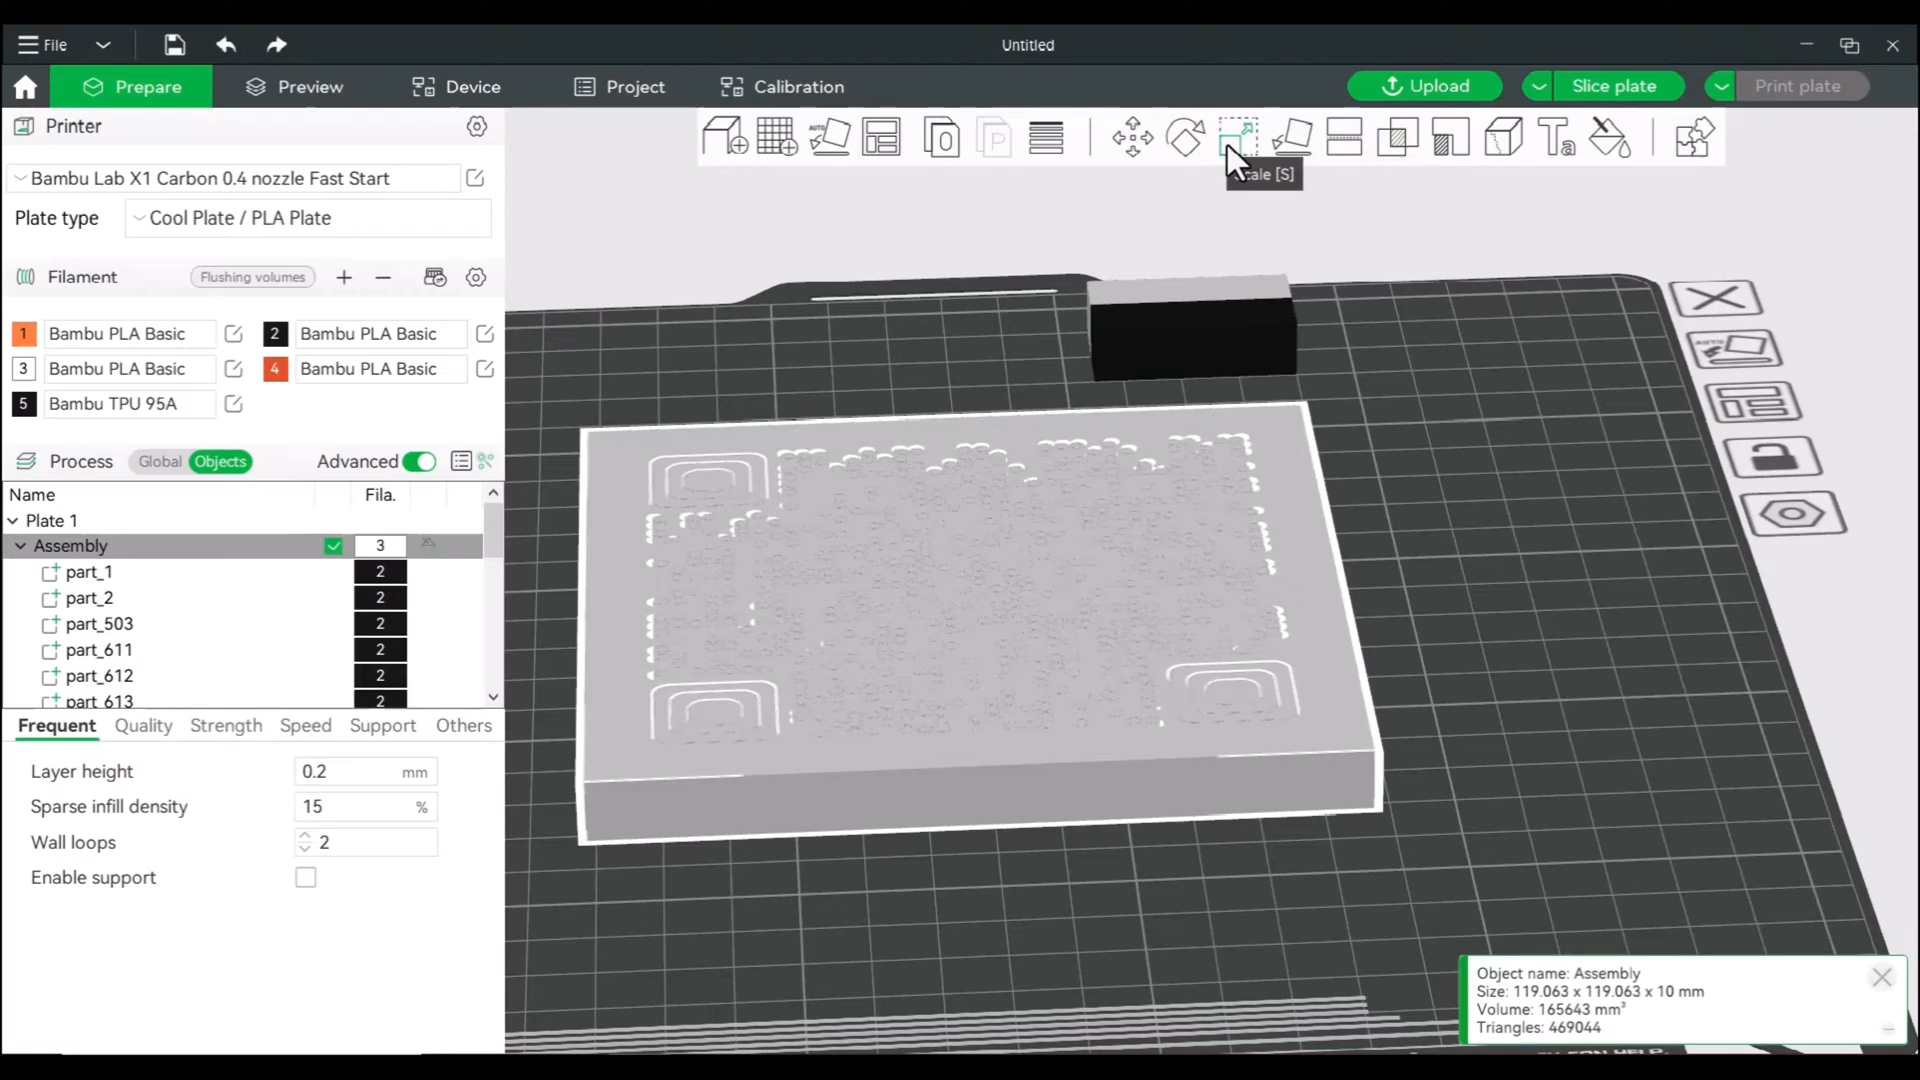 File
Untitled
Prepare
Preview
Device
Project
Calibration
Upload
Slice plate
Print plate
Printer
Bambu Lab X1 Carbon 0.4 nozzle Fast Start
Scale [S]
Plate type
Cool Plate / PLA Plate
Filament
Flushing volumes
1 Bambu PLA Basic
2 Bambu PLA Basic
3 Bambu PLA Basic
4 Bambu PLA Basic
5 Bambu TPU 95A
AUTO
Process
Global
Objects
Advanced
Name
Fila.
Plate 1
Assembly
3
part_1
2
part_2
2
part_503
2
part_611
2
part_612
2
part_613
2
Frequent
Quality
Strength
Speed
Support
Others
Layer height
0.2 mm
Sparse infill density
15 %
Wall loops
2
Enable support
Object name: Assembly
Size: 119.063 x 119.063 x 10 mm
Volume: 165643 mm³
Triangles: 469044